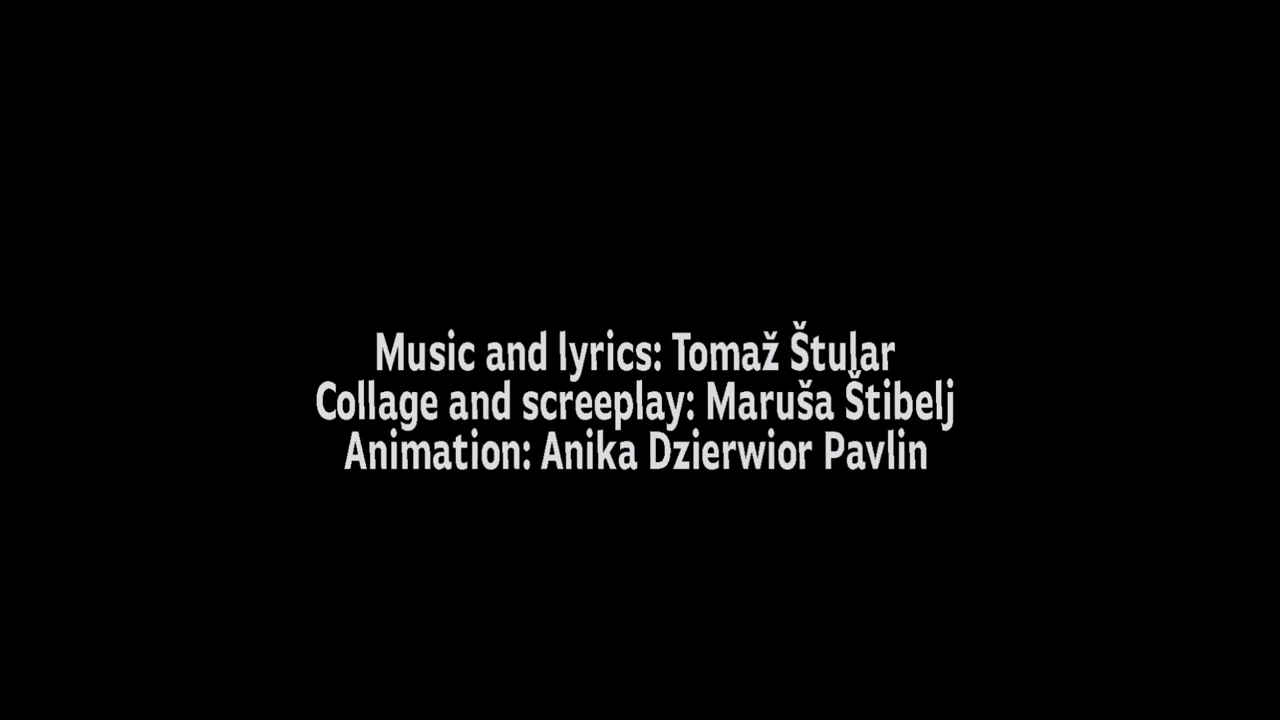 Music and lyrics: Tomaž Štular
Collage and screeplay: Maruša Štibelj
Animation: Anika Dzierwior Pavlin